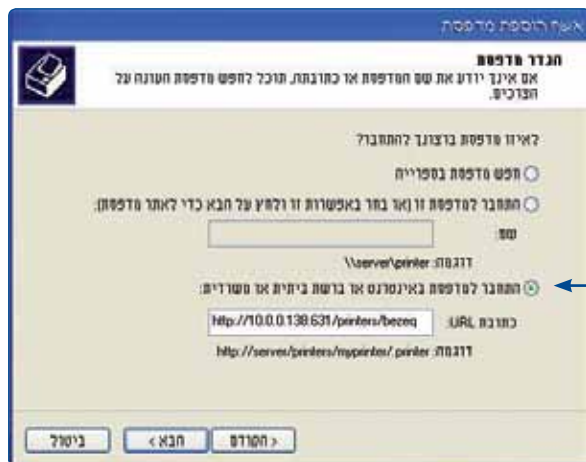 אשף הוספת מדפסת
הגדר מדפסת
אם אינך יודע את שם המדפסת או כתובתה, תוכל לחפש מדפסת העונה על
הצרכים.
לאיזו מדפסת ברצונך להתחבר?
חפש מדפסת בספרייה
התחבר למדפסת זו (או בחר באפשרות זו ולחץ על הבא כדי לאתר מדפסת):
שם:
דוגמה: \\server\printer
התחבר למדפסת באינטרנט או ברשת ביתית או משרדית:
כתובת URL: http://10.0.0.138:631/printers/bezeq
דוגמה: http://server/printers/myprinter/.printer
< הקודם
הבא >
ביטול